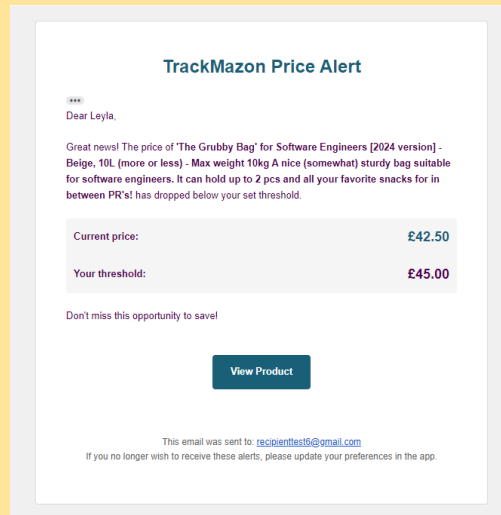 TrackMazon Price Alert
•••
Dear Leyla,
Great news! The price of 'The Grubby Bag' for Software Engineers [2024 version] -
Beige, 10L (more or less) - Max weight 10kg A nice (somewhat) sturdy bag suitable
for software engineers. It can hold up to 2 pcs and all your favorite snacks for in
between PR's! has dropped below your set threshold.
Current price: £42.50
Your threshold: £45.00
Don't miss this opportunity to save!
View Product
This email was sent to: recipienttest6@gmail.com
If you no longer wish to receive these alerts, please update your preferences in the app.